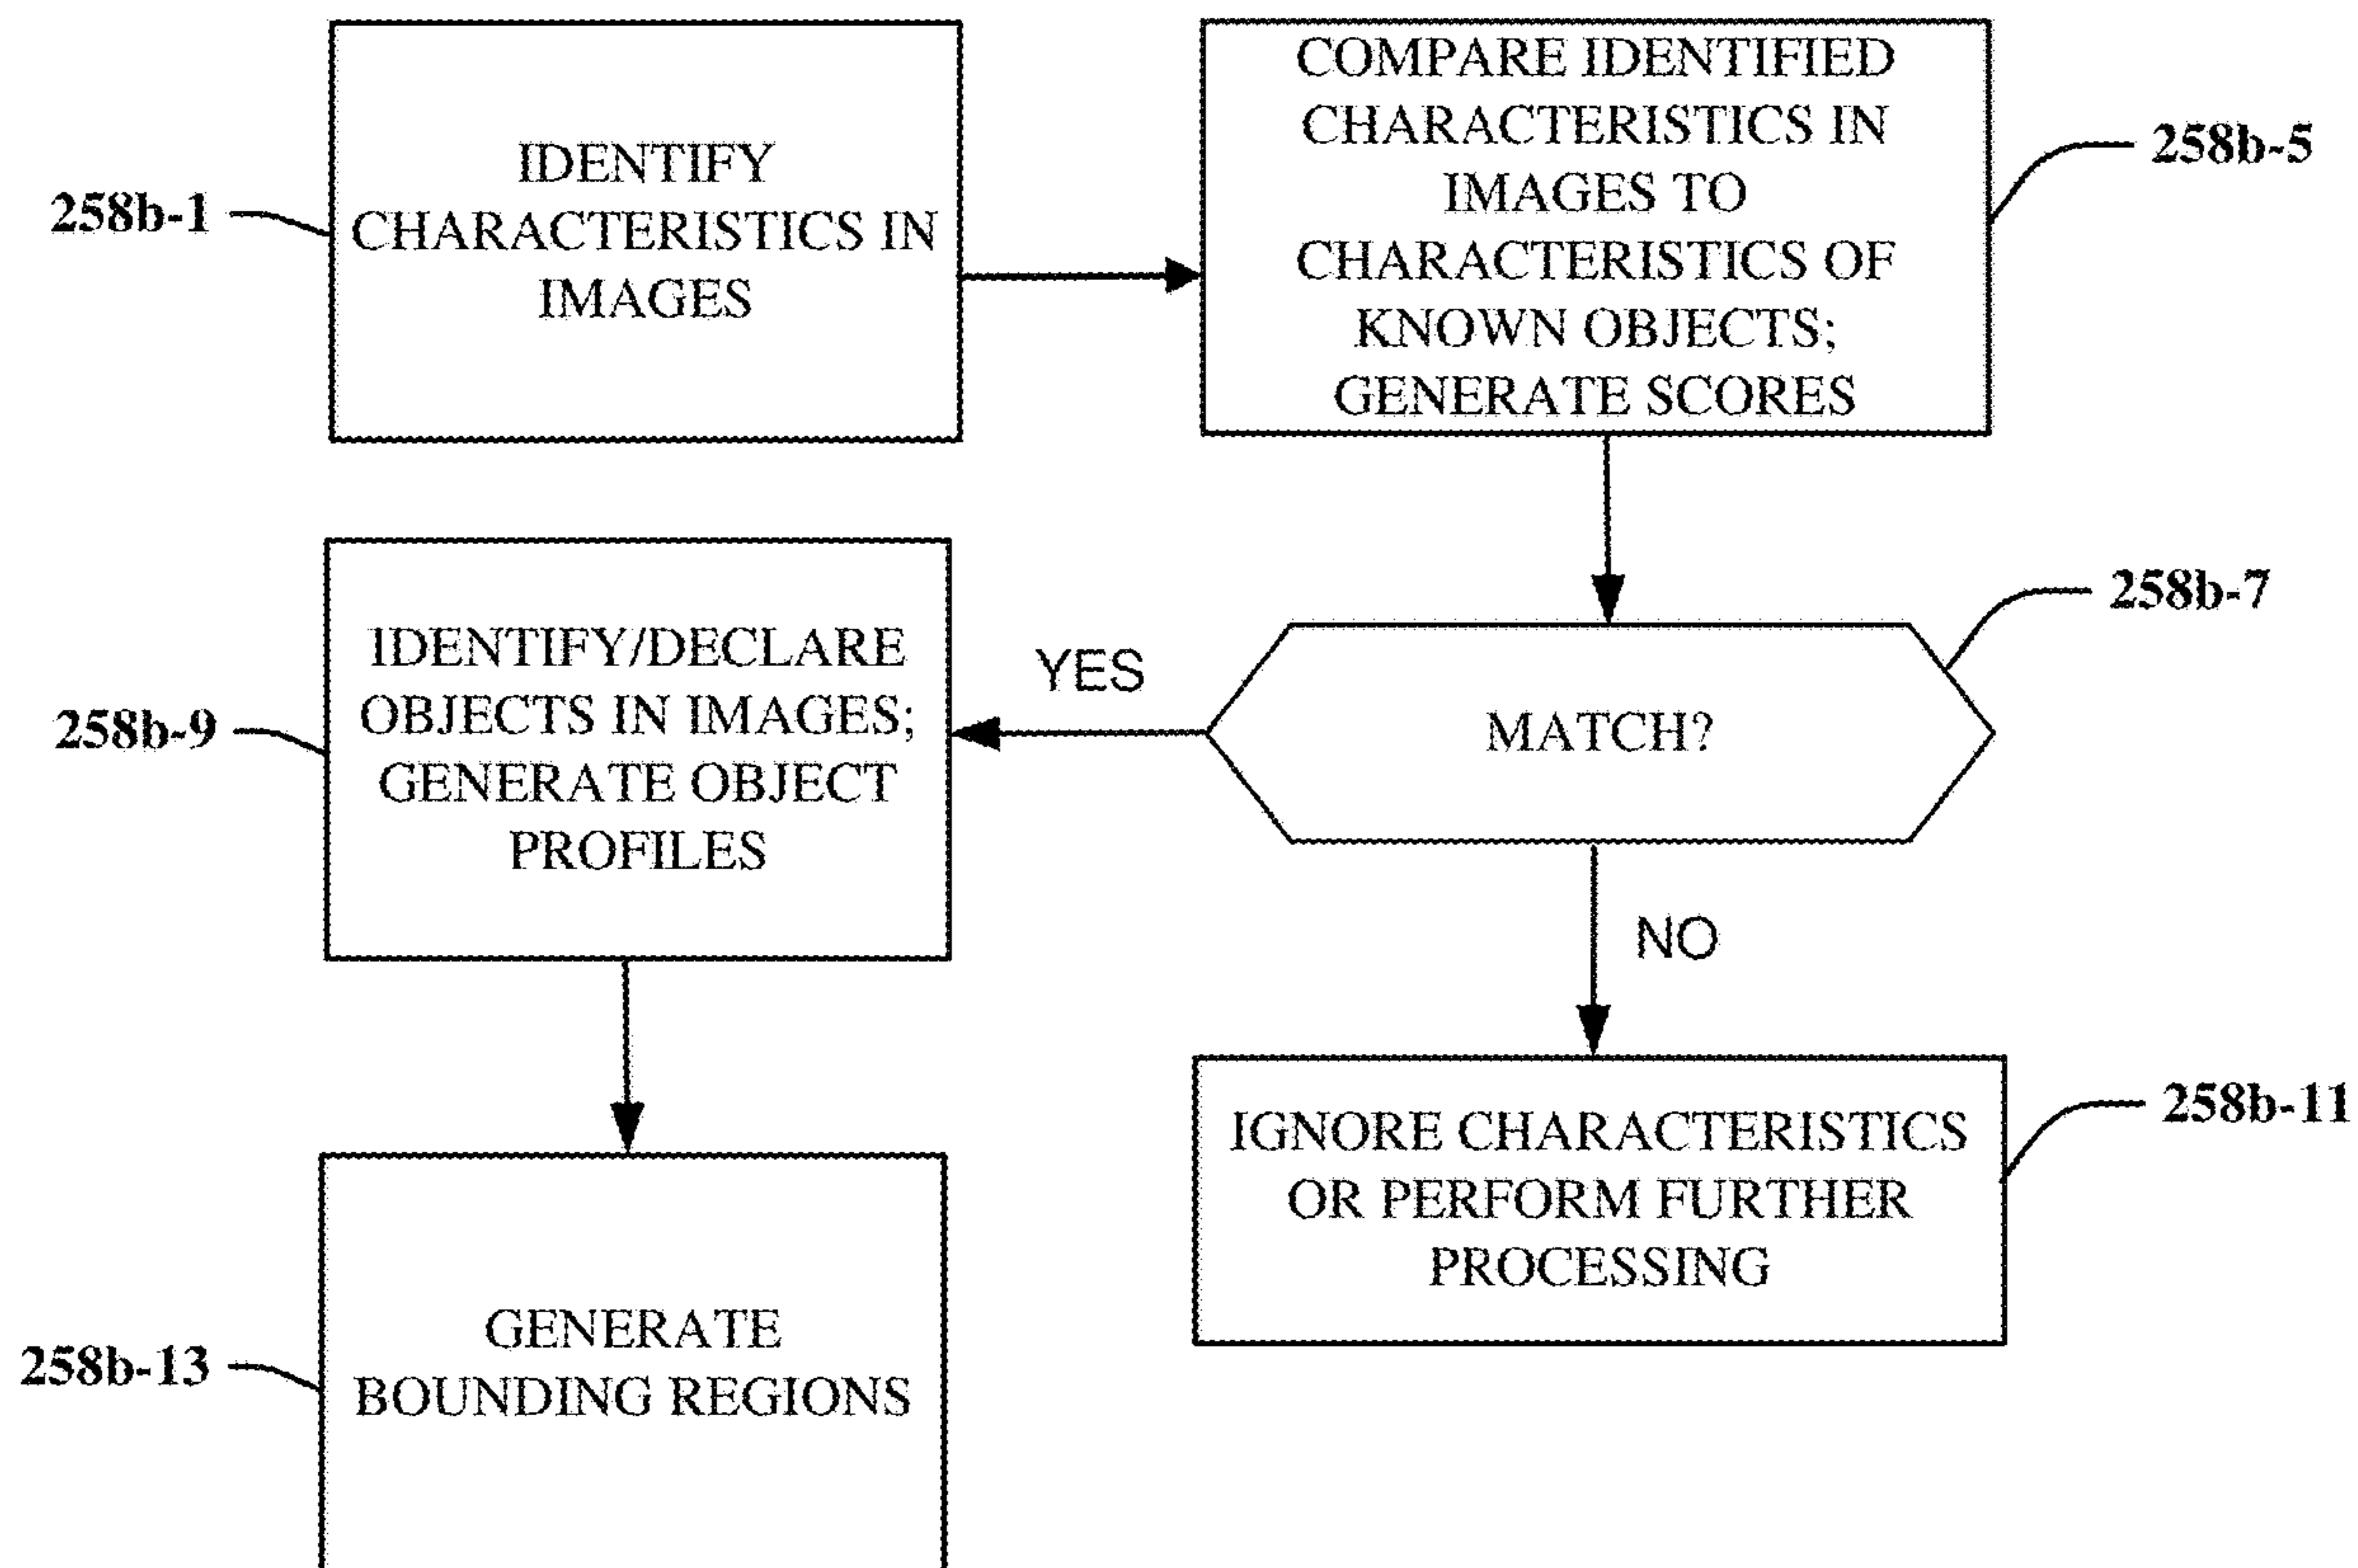 258b-1
IDENTIFY
CHARACTERISTICS IN
IMAGES
COMPARE IDENTIFIED
CHARACTERISTICS IN
IMAGES TO
CHARACTERISTICS OF
KNOWN OBJECTS;
GENERATE SCORES
258b-5
258b-7
MATCH?
YES
NO
258b-9
IDENTIFY/DECLARE
OBJECTS IN IMAGES;
GENERATE OBJECT
PROFILES
258b-11
IGNORE CHARACTERISTICS
OR PERFORM FURTHER
PROCESSING
258b-13
GENERATE
BOUNDING REGIONS